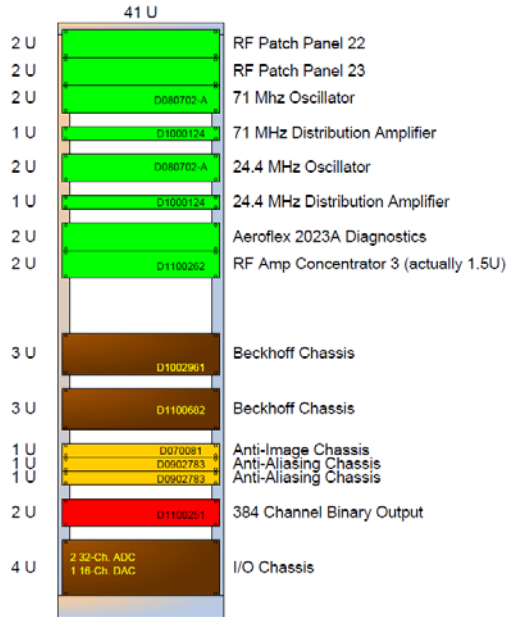 41 U
2 U RF Patch Panel 22
2 U RF Patch Panel 23
2 U D080702-A 71 Mhz Oscillator
1 U D1000124 71 MHz Distribution Amplifier
2 U D080702-A 24.4 MHz Oscillator
1 U D1000124 24.4 MHz Distribution Amplifier
2 U Aeroflex 2023A Diagnostics
2 U D1100262 RF Amp Concentrator 3 (actually 1.5U)
3 U D1002961 Beckhoff Chassis
3 U D1100682 Beckhoff Chassis
1 U D070081 Anti-Image Chassis
1 U D0902783 Anti-Aliasing Chassis
1 U D0902783 Anti-Aliasing Chassis
2 U D1100251 384 Channel Binary Output
2 32-Ch. ADC
4 U 1 16-Ch. DAC I/O Chassis